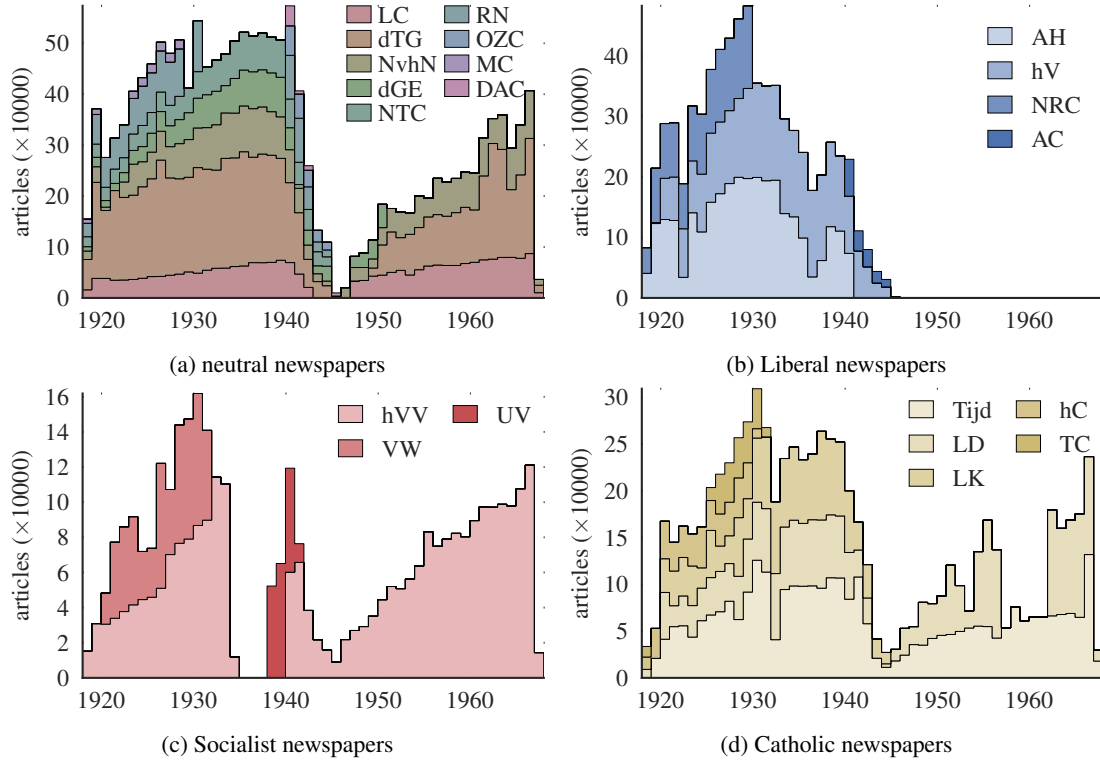 articles (×10000)
50
40
30
20
10
0
LC
dTG
NvhN
dGE
NTC
RN
OZC
MC
DAC
1920 1930 1940 1950 1960
(a) neutral newspapers
articles (×10000)
40
30
20
10
0
AH
hV
NRC
AC
1920 1930 1940 1950 1960
(b) Liberal newspapers
articles (×10000)
16
14
12
10
8
6
4
2
0
hVV
VW
UV
1920 1930 1940 1950 1960
(c) Socialist newspapers
articles (×10000)
30
25
20
15
10
5
0
Tijd
LD
LK
hC
TC
1920 1930 1940 1950 1960
(d) Catholic newspapers